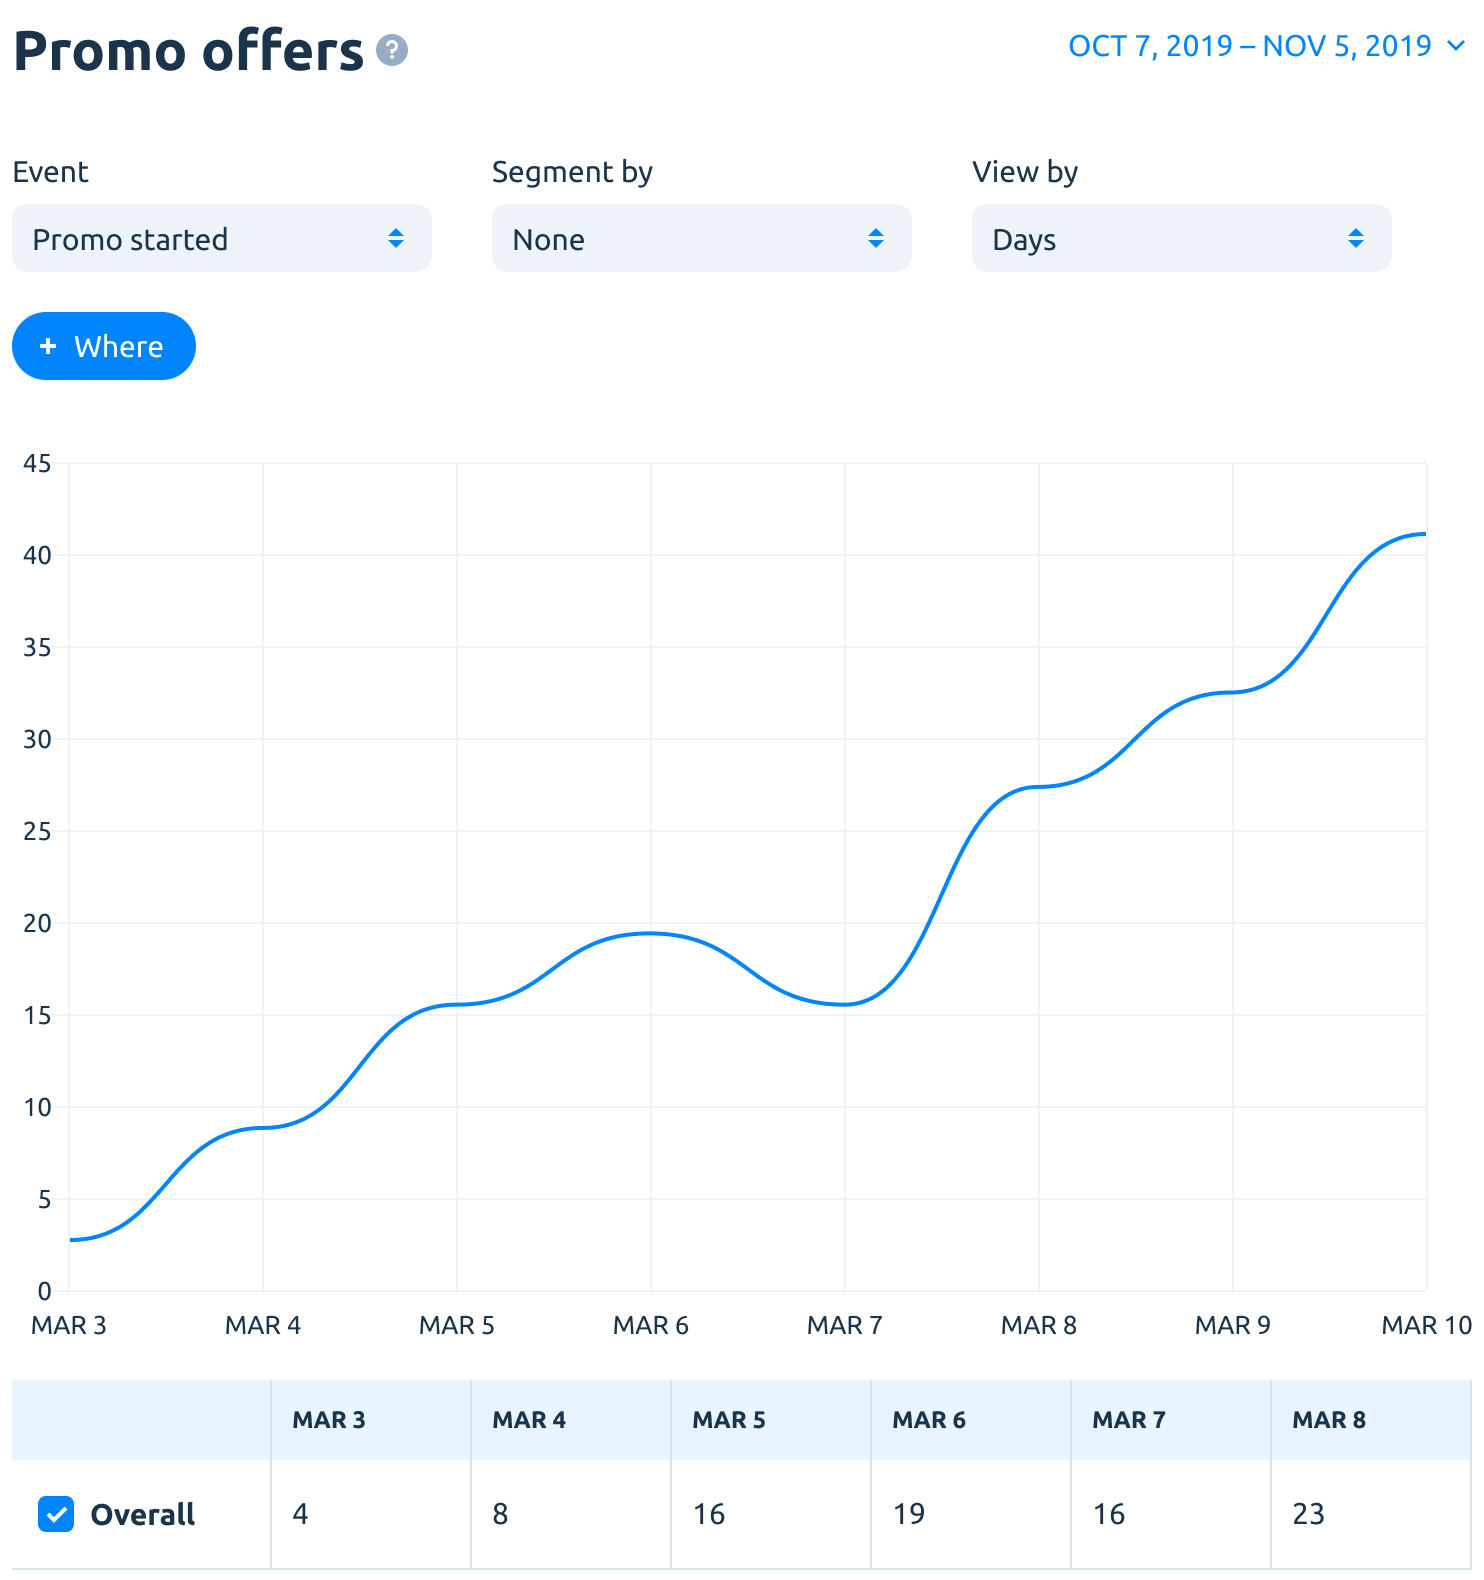 Promo offers ?
OCT 7, 2019 – NOV 5, 2019
Event
Segment by
View by
Promo started
None
Days
+ Where
45
40
35
30
25
20
15
10
5
0
MAR 3 MAR 4 MAR 5 MAR 6 MAR 7 MAR 8 MAR 9 MAR 10
MAR 3 MAR 4 MAR 5 MAR 6 MAR 7 MAR 8
Overall 4 8 16 19 16 23